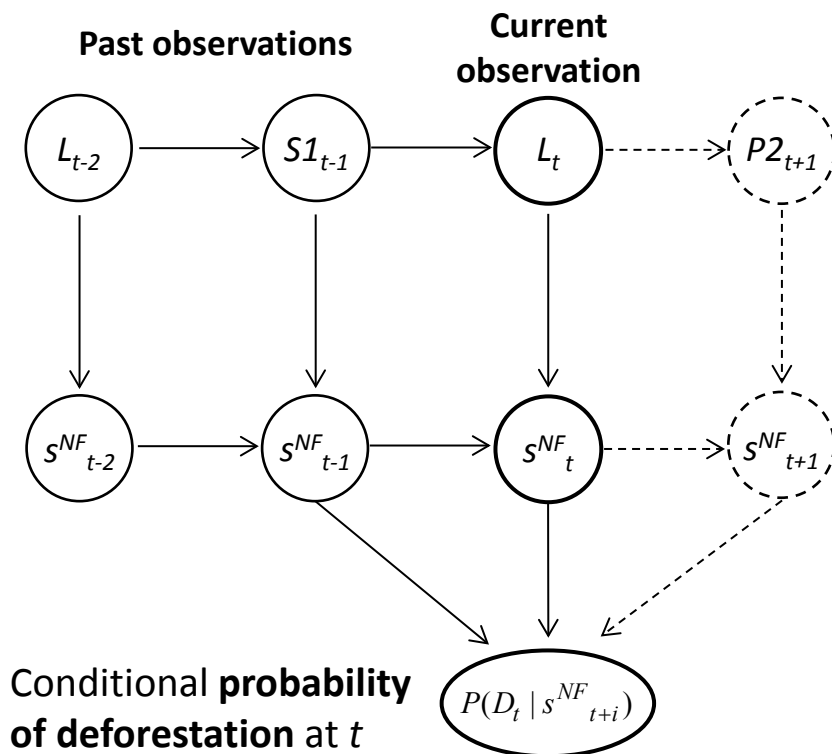 Past observations
Current
observation
L_{t-2}
S1_{t-1}
L_t
P2_{t+1}
s^{NF}_{t-2}
s^{NF}_{t-1}
s^{NF}_t
s^{NF}_{t+1}
Conditional probability
of deforestation at t
P(D_t | s^{NF}_{t+i})